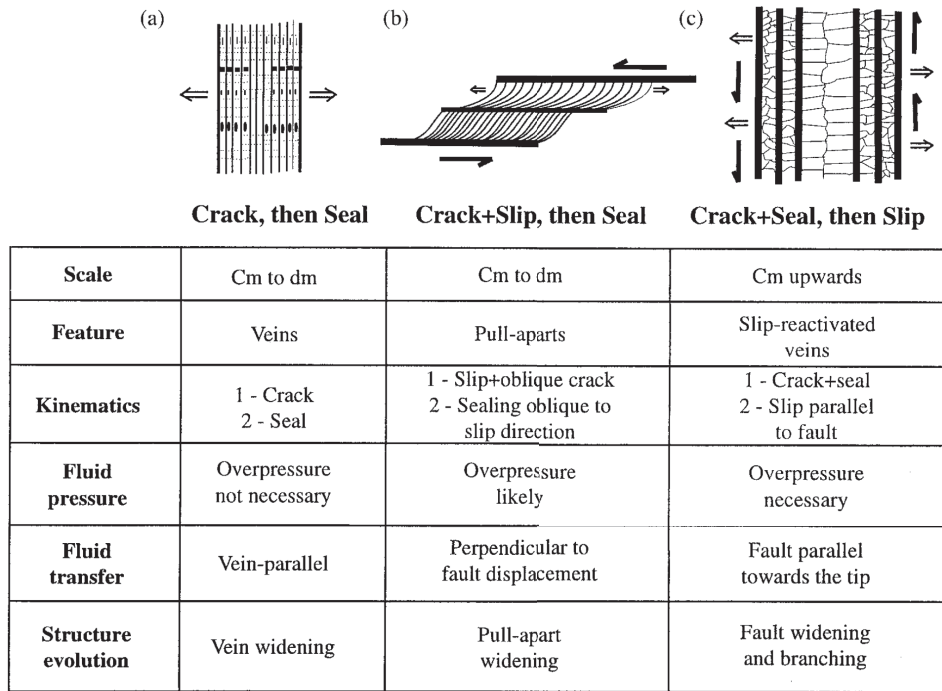 (a)
(b)
(c)
Crack, then Seal
Crack+Slip, then Seal
Crack+Seal, then Slip
Scale
Cm to dm
Cm to dm
Cm upwards
Feature
Veins
Pull-aparts
Slip-reactivated
veins
Kinematics
1 - Crack
2 - Seal
1 - Slip+oblique crack
2 - Sealing oblique to
slip direction
1 - Crack+seal
2 - Slip parallel
to fault
Fluid
pressure
Overpressure
not necessary
Overpressure
likely
Overpressure
necessary
Fluid
transfer
Vein-parallel
Perpendicular to
fault displacement
Fault parallel
towards the tip
Structure
evolution
Vein widening
Pull-apart
widening
Fault widening
and branching